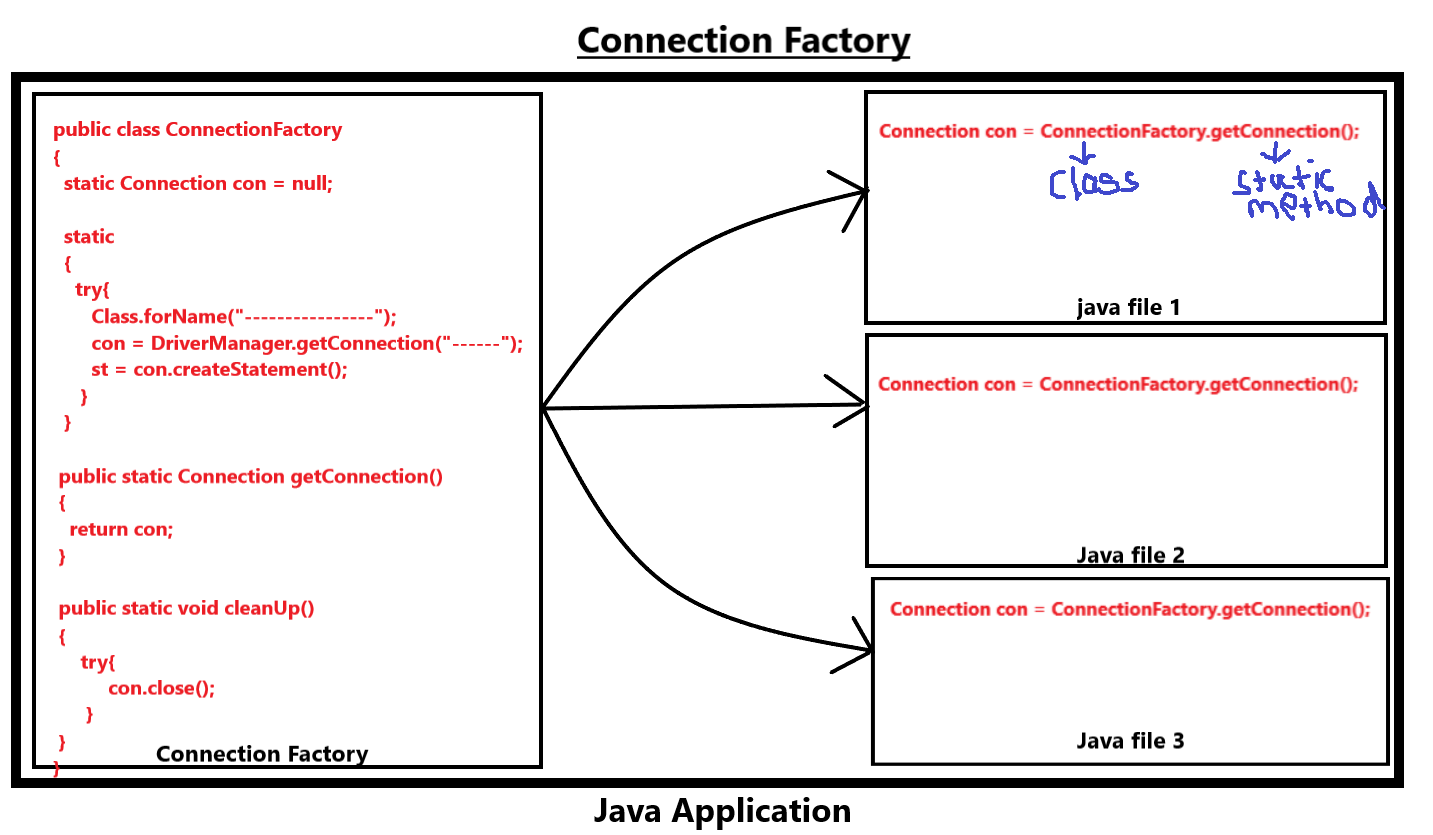 Connection Factory
public class ConnectionFactory
{
static Connection con = null;
static
{
try{
Class.forName("----------------");
con = DriverManager.getConnection("------");
st = con.createStatement();
}
}
public static Connection getConnection()
{
return con;
}
public static void cleanUp()
{
try{
con.close();
}
}
}
Connection Factory
Connection con = ConnectionFactory.getConnection();
class
static
method
java file 1
Connection con = ConnectionFactory.getConnection();
Java file 2
Connection con = ConnectionFactory.getConnection();
Java file 3
Java Application